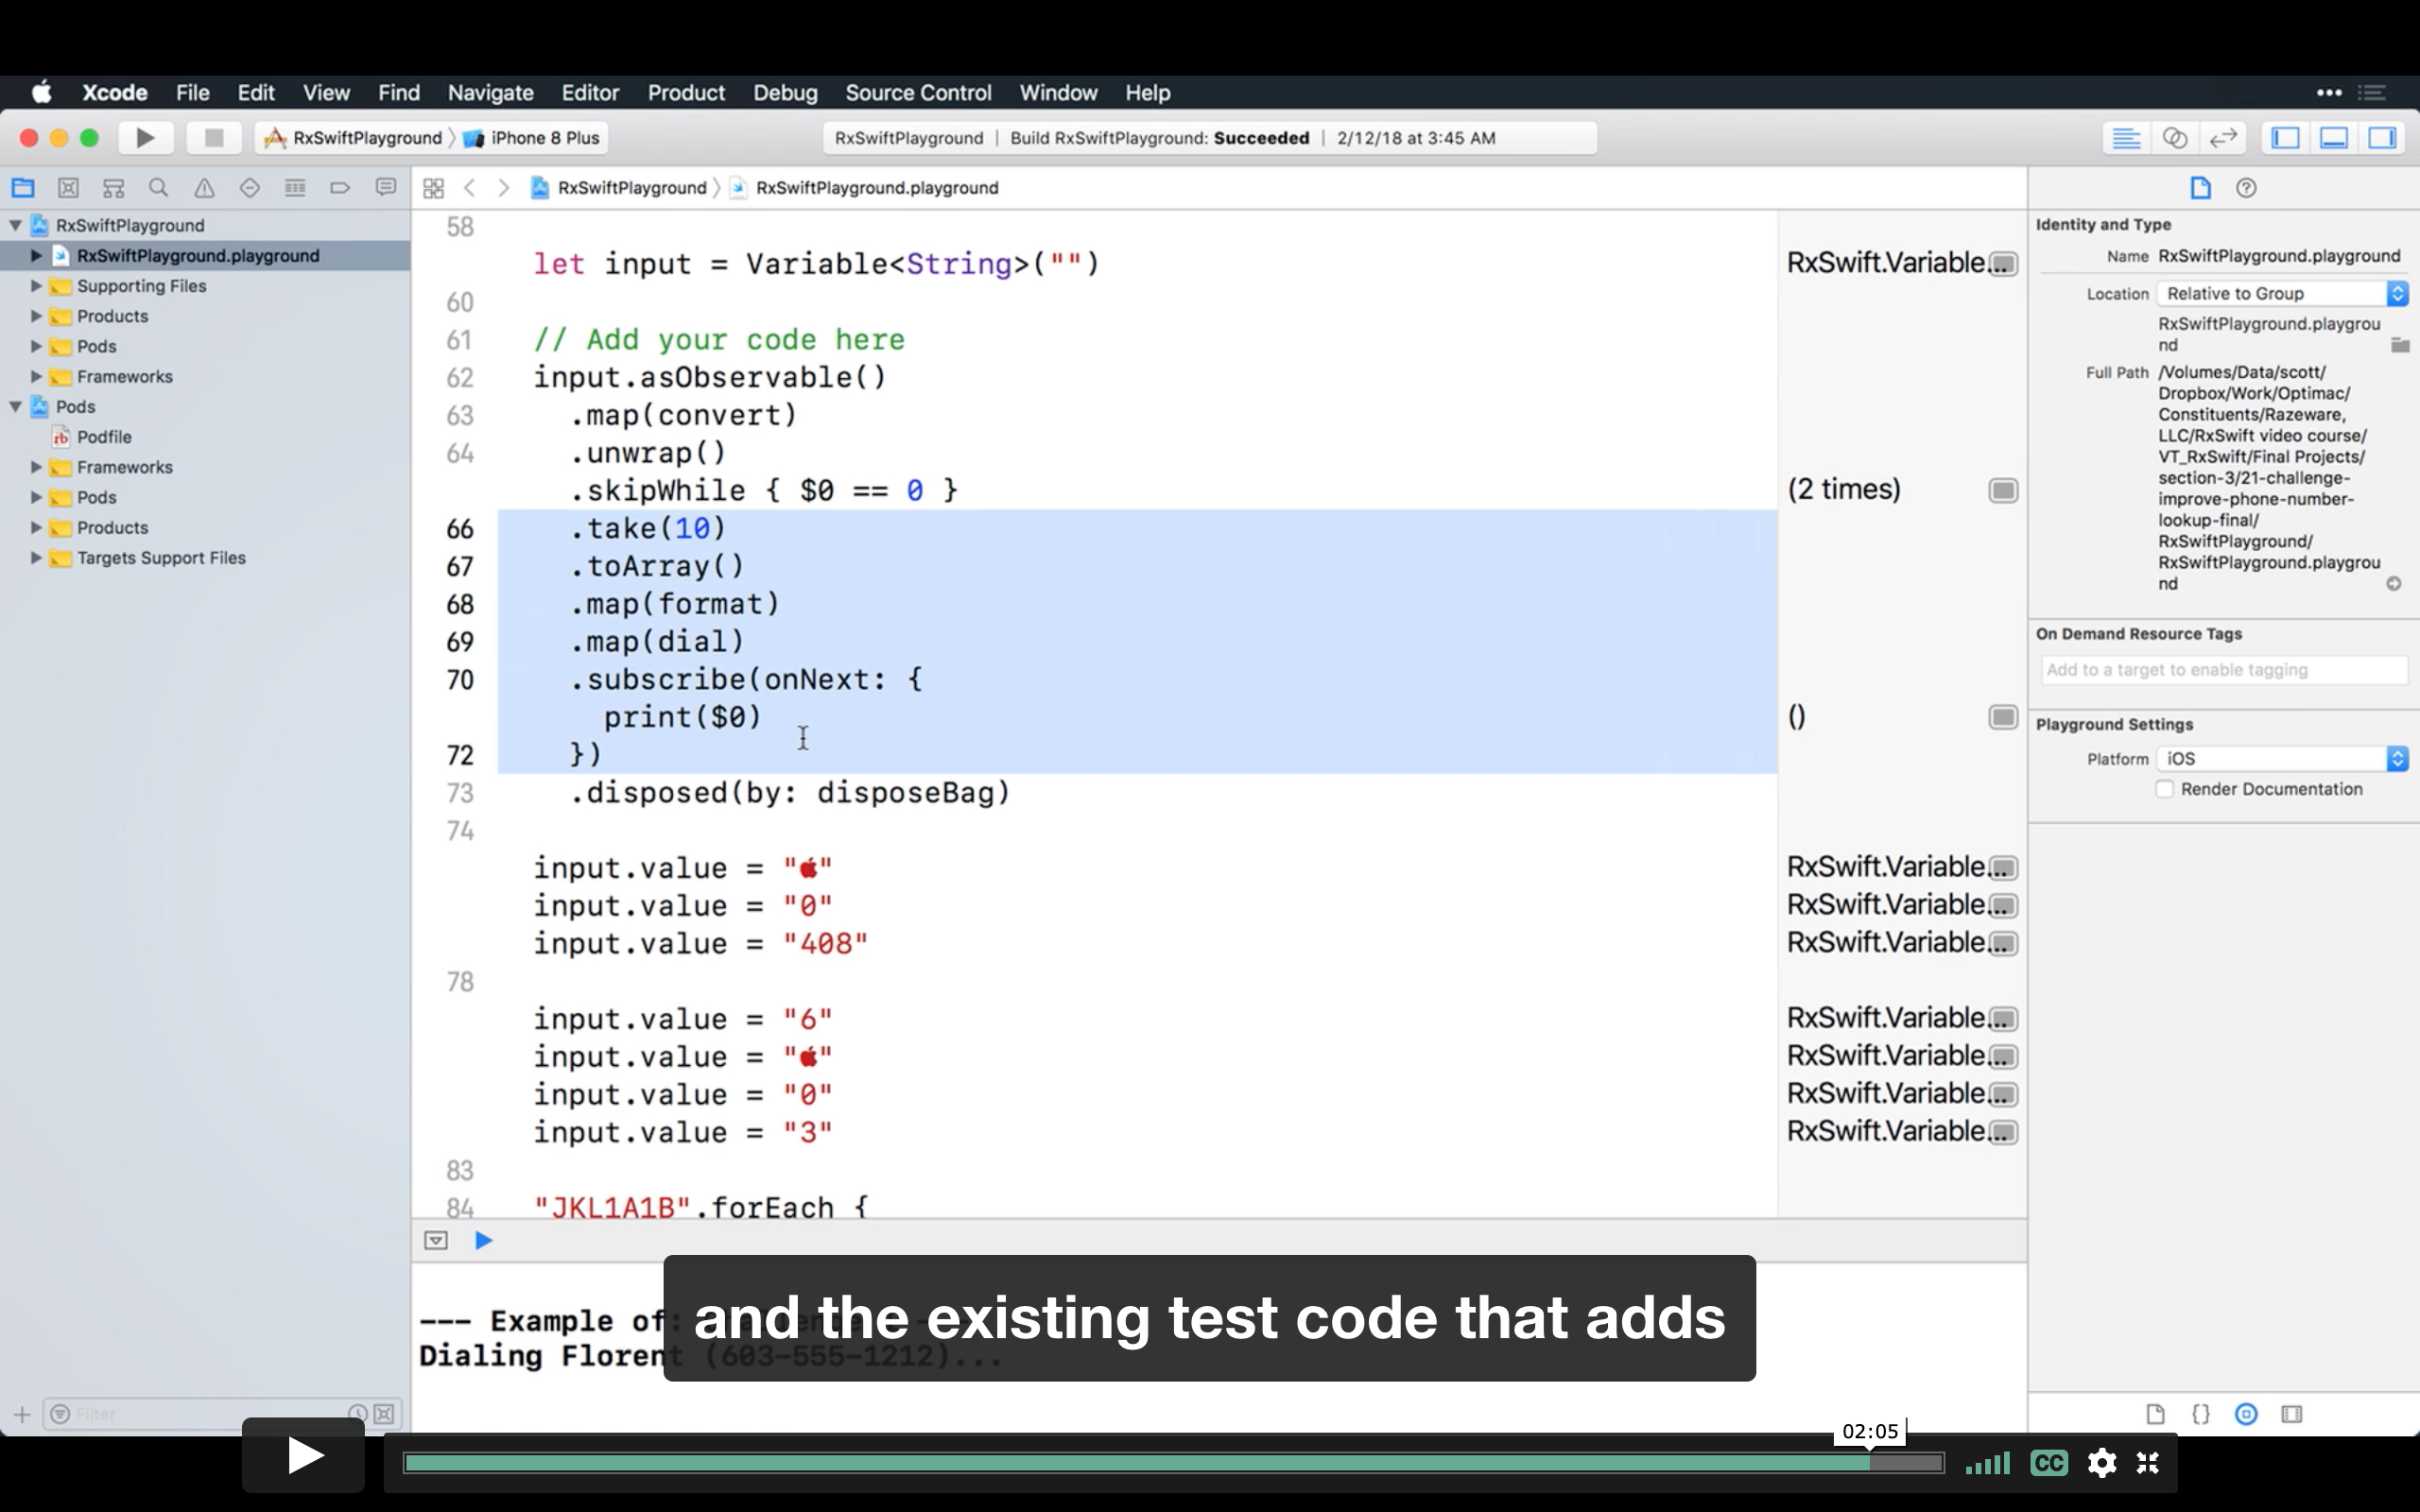 Xcode File Edit View Find Navigate Editor Product Debug Source Control Window Help
RxSwiftPlayground 〉 iPhone 8 Plus
RxSwiftPlayground | Build RxSwiftPlayground: Succeeded | 2/12/18 at 3:45 AM
RxSwiftPlayground 〉 RxSwiftPlayground.playground
RxSwiftPlayground
RxSwiftPlayground.playground
Supporting Files
Products
Pods
Frameworks
Pods
Podfile
Frameworks
Pods
Products
Targets Support Files
Filter
58
let input = Variable<String>("")
60
61 // Add your code here
62 input.asObservable()
63 .map(convert)
64 .unwrap()
.skipWhile { $0 == 0 }
66 .take(10)
67 .toArray()
68 .map(format)
69 .map(dial)
70 .subscribe(onNext: {
print($0)
72 })
73 .disposed(by: disposeBag)
74
input.value = "🍎"
input.value = "0"
input.value = "408"
78
input.value = "6"
input.value = "🍎"
input.value = "0"
input.value = "3"
83
84 "JKL1A1B".forEach {
RxSwift.Variable...
(2 times)
()
RxSwift.Variable...
RxSwift.Variable...
RxSwift.Variable...
RxSwift.Variable...
RxSwift.Variable...
RxSwift.Variable...
RxSwift.Variable...
Identity and Type
Name RxSwiftPlayground.playground
Location Relative to Group
RxSwiftPlayground.playgrou
nd
Full Path /Volumes/Data/scott/
Dropbox/Work/Optimac/
Constituents/Razeware,
LLC/RxSwift video course/
VT_RxSwift/Final Projects/
section-3/21-challenge-
improve-phone-number-
lookup-final/
RxSwiftPlayground/
RxSwiftPlayground.playgrou
nd
On Demand Resource Tags
Add to a target to enable tagging
Playground Settings
Platform iOS
Render Documentation
--- Example of:
Dialing Florent (603-555-1212)...
and the existing test code that adds
02:05
CC